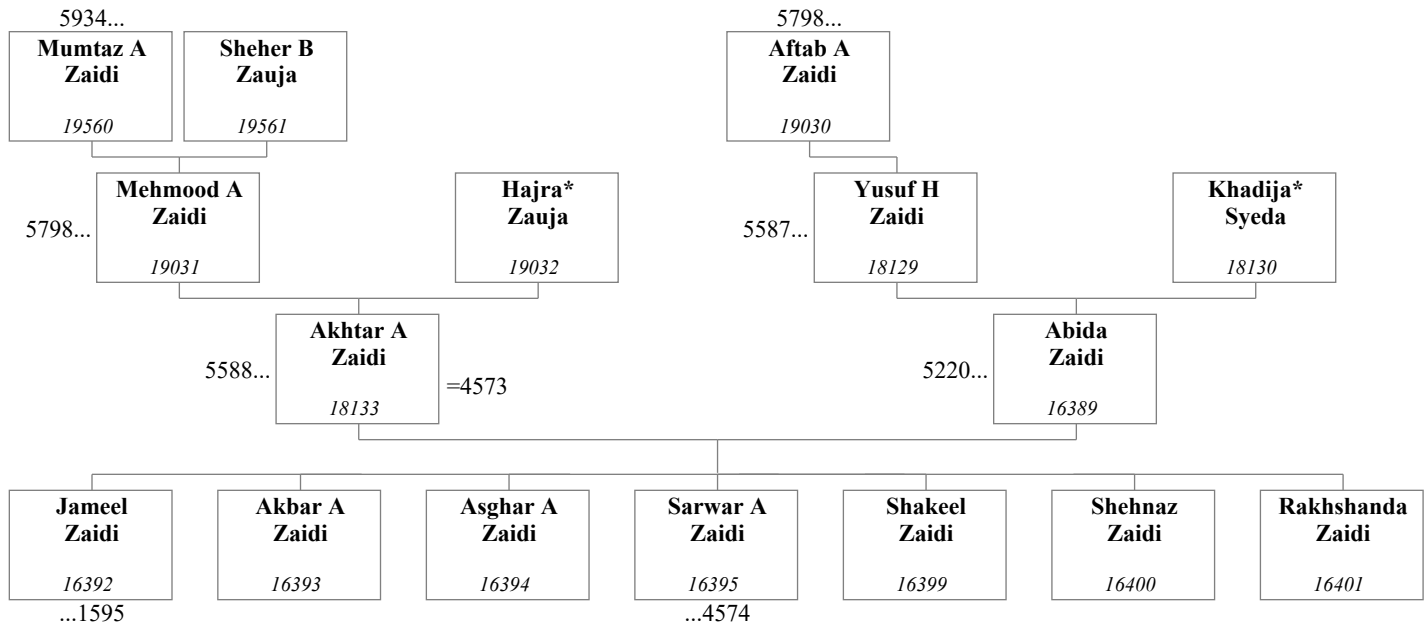 5934...
Mumtaz A
Zaidi
19560
Sheher B
Zauja
19561
5798...
Aftab A
Zaidi
19030
5798...
Mehmood A
Zaidi
19031
Hajra*
Zauja
19032
5587...
Yusuf H
Zaidi
18129
Khadija*
Syeda
18130
5588...
Akhtar A
Zaidi
18133
=4573
5220...
Abida
Zaidi
16389
Jameel
Zaidi
16392
...1595
Akbar A
Zaidi
16393
Asghar A
Zaidi
16394
Sarwar A
Zaidi
16395
...4574
Shakeel
Zaidi
16399
Shehnaz
Zaidi
16400
Rakhshanda
Zaidi
16401